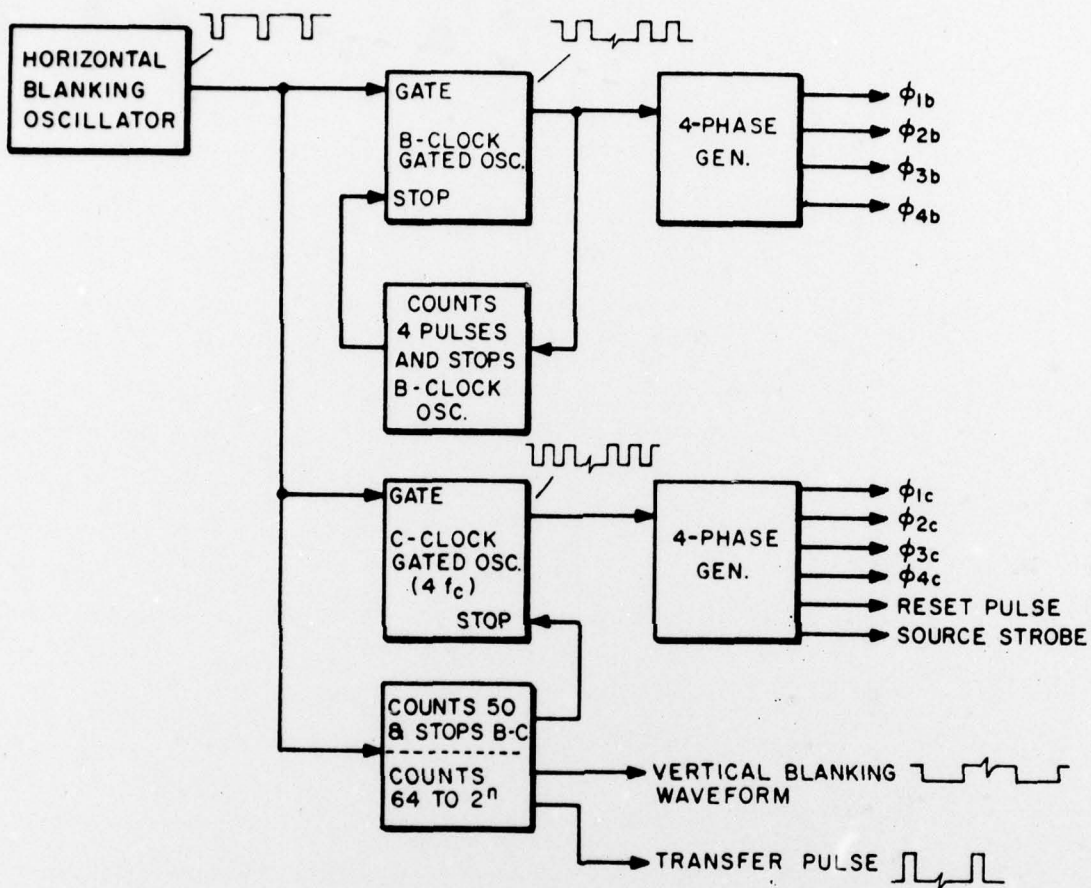 HORIZONTAL
BLANKING
OSCILLATOR
GATE
B-CLOCK
GATED OSC.
STOP
4-PHASE
GEN.
ϕ1b
ϕ2b
ϕ3b
ϕ4b
COUNTS
4 PULSES
AND STOPS
B-CLOCK
OSC.
GATE
C-CLOCK
GATED OSC.
(4 fc)
STOP
4-PHASE
GEN.
ϕ1c
ϕ2c
ϕ3c
ϕ4c
RESET PULSE
SOURCE STROBE
COUNTS 50
& STOPS B-C
COUNTS
64 TO 2ⁿ
VERTICAL BLANKING
WAVEFORM
TRANSFER PULSE